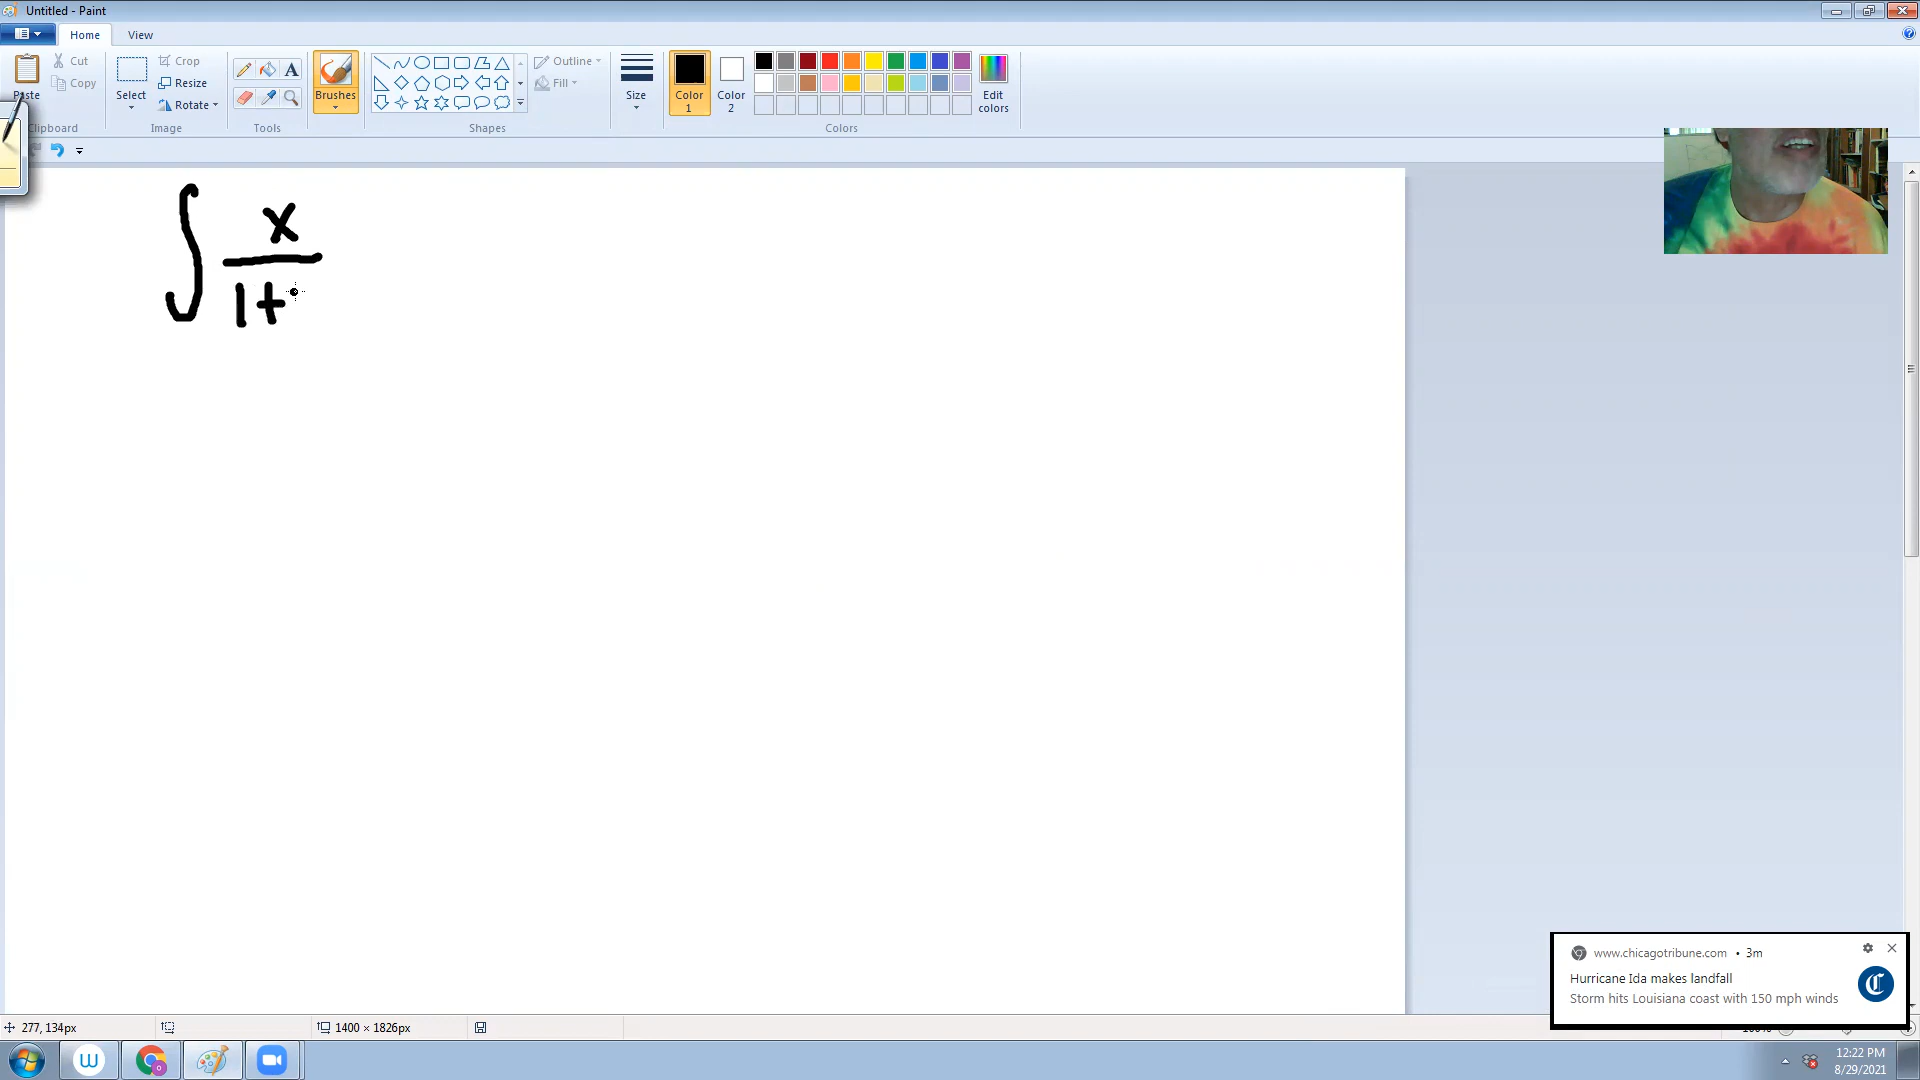 Untitled - Paint
Home View
Paste Cut Copy
Clipboard
Select Crop Resize Rotate
Image
Tools
Brushes
Outline
Fill
Shapes
Size
Color 1
Color 2
Edit colors
Colors
∫ x
1+
www.chicagotribune.com • 3m
Hurricane Ida makes landfall
Storm hits Louisiana coast with 150 mph winds
277, 134px 1400 × 1826px
12:22 PM
8/29/2021